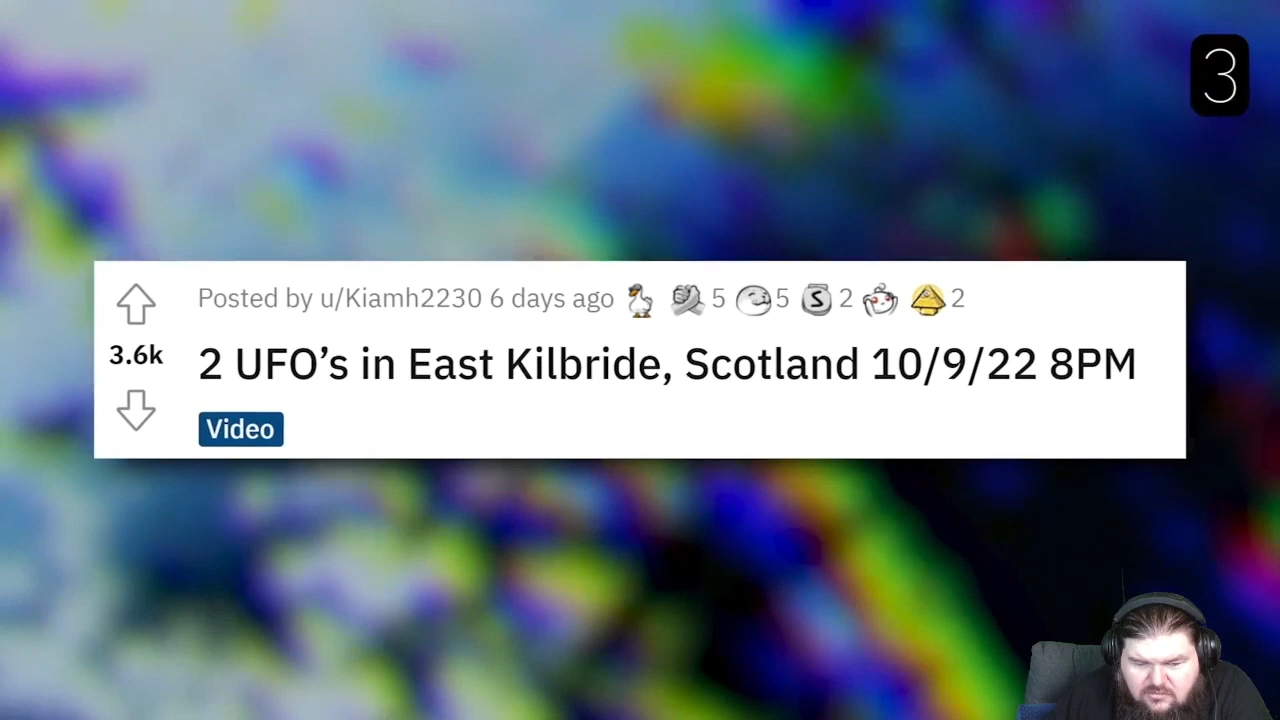 3
Posted by u/Kiamh2230 6 days ago 5 5 S 2 2
3.6k
2 UFO’s in East Kilbride, Scotland 10/9/22 8PM
Video